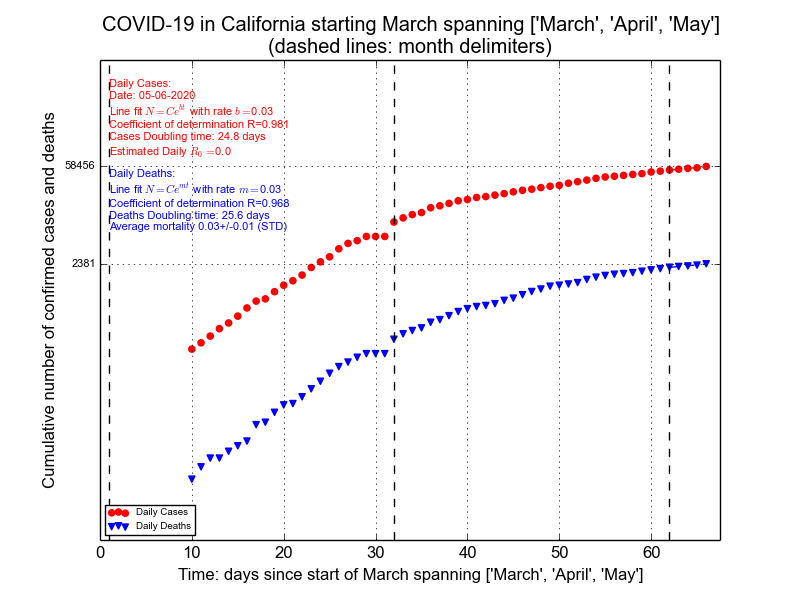 COVID-19 in California starting March spanning ['March', 'April', 'May']
(dashed lines: month delimiters)
Daily Cases:
Date: 05-06-2020
Line fit N = Ce^{bt} with rate b = 0.03
Coefficient of determination R=0.981
Cases Doubling time: 24.8 days
Estimated Daily R_0 = 0.0
Daily Deaths:
Line fit N = Ce^{mt} with rate m = 0.03
Coefficient of determination R=0.968
Deaths Doubling time: 25.6 days
Average mortality 0.03+/-0.01 (STD)
58456
2381
Cumulative number of confirmed cases and deaths
Daily Cases
Daily Deaths
0 10 20 30 40 50 60
Time: days since start of March spanning ['March', 'April', 'May']